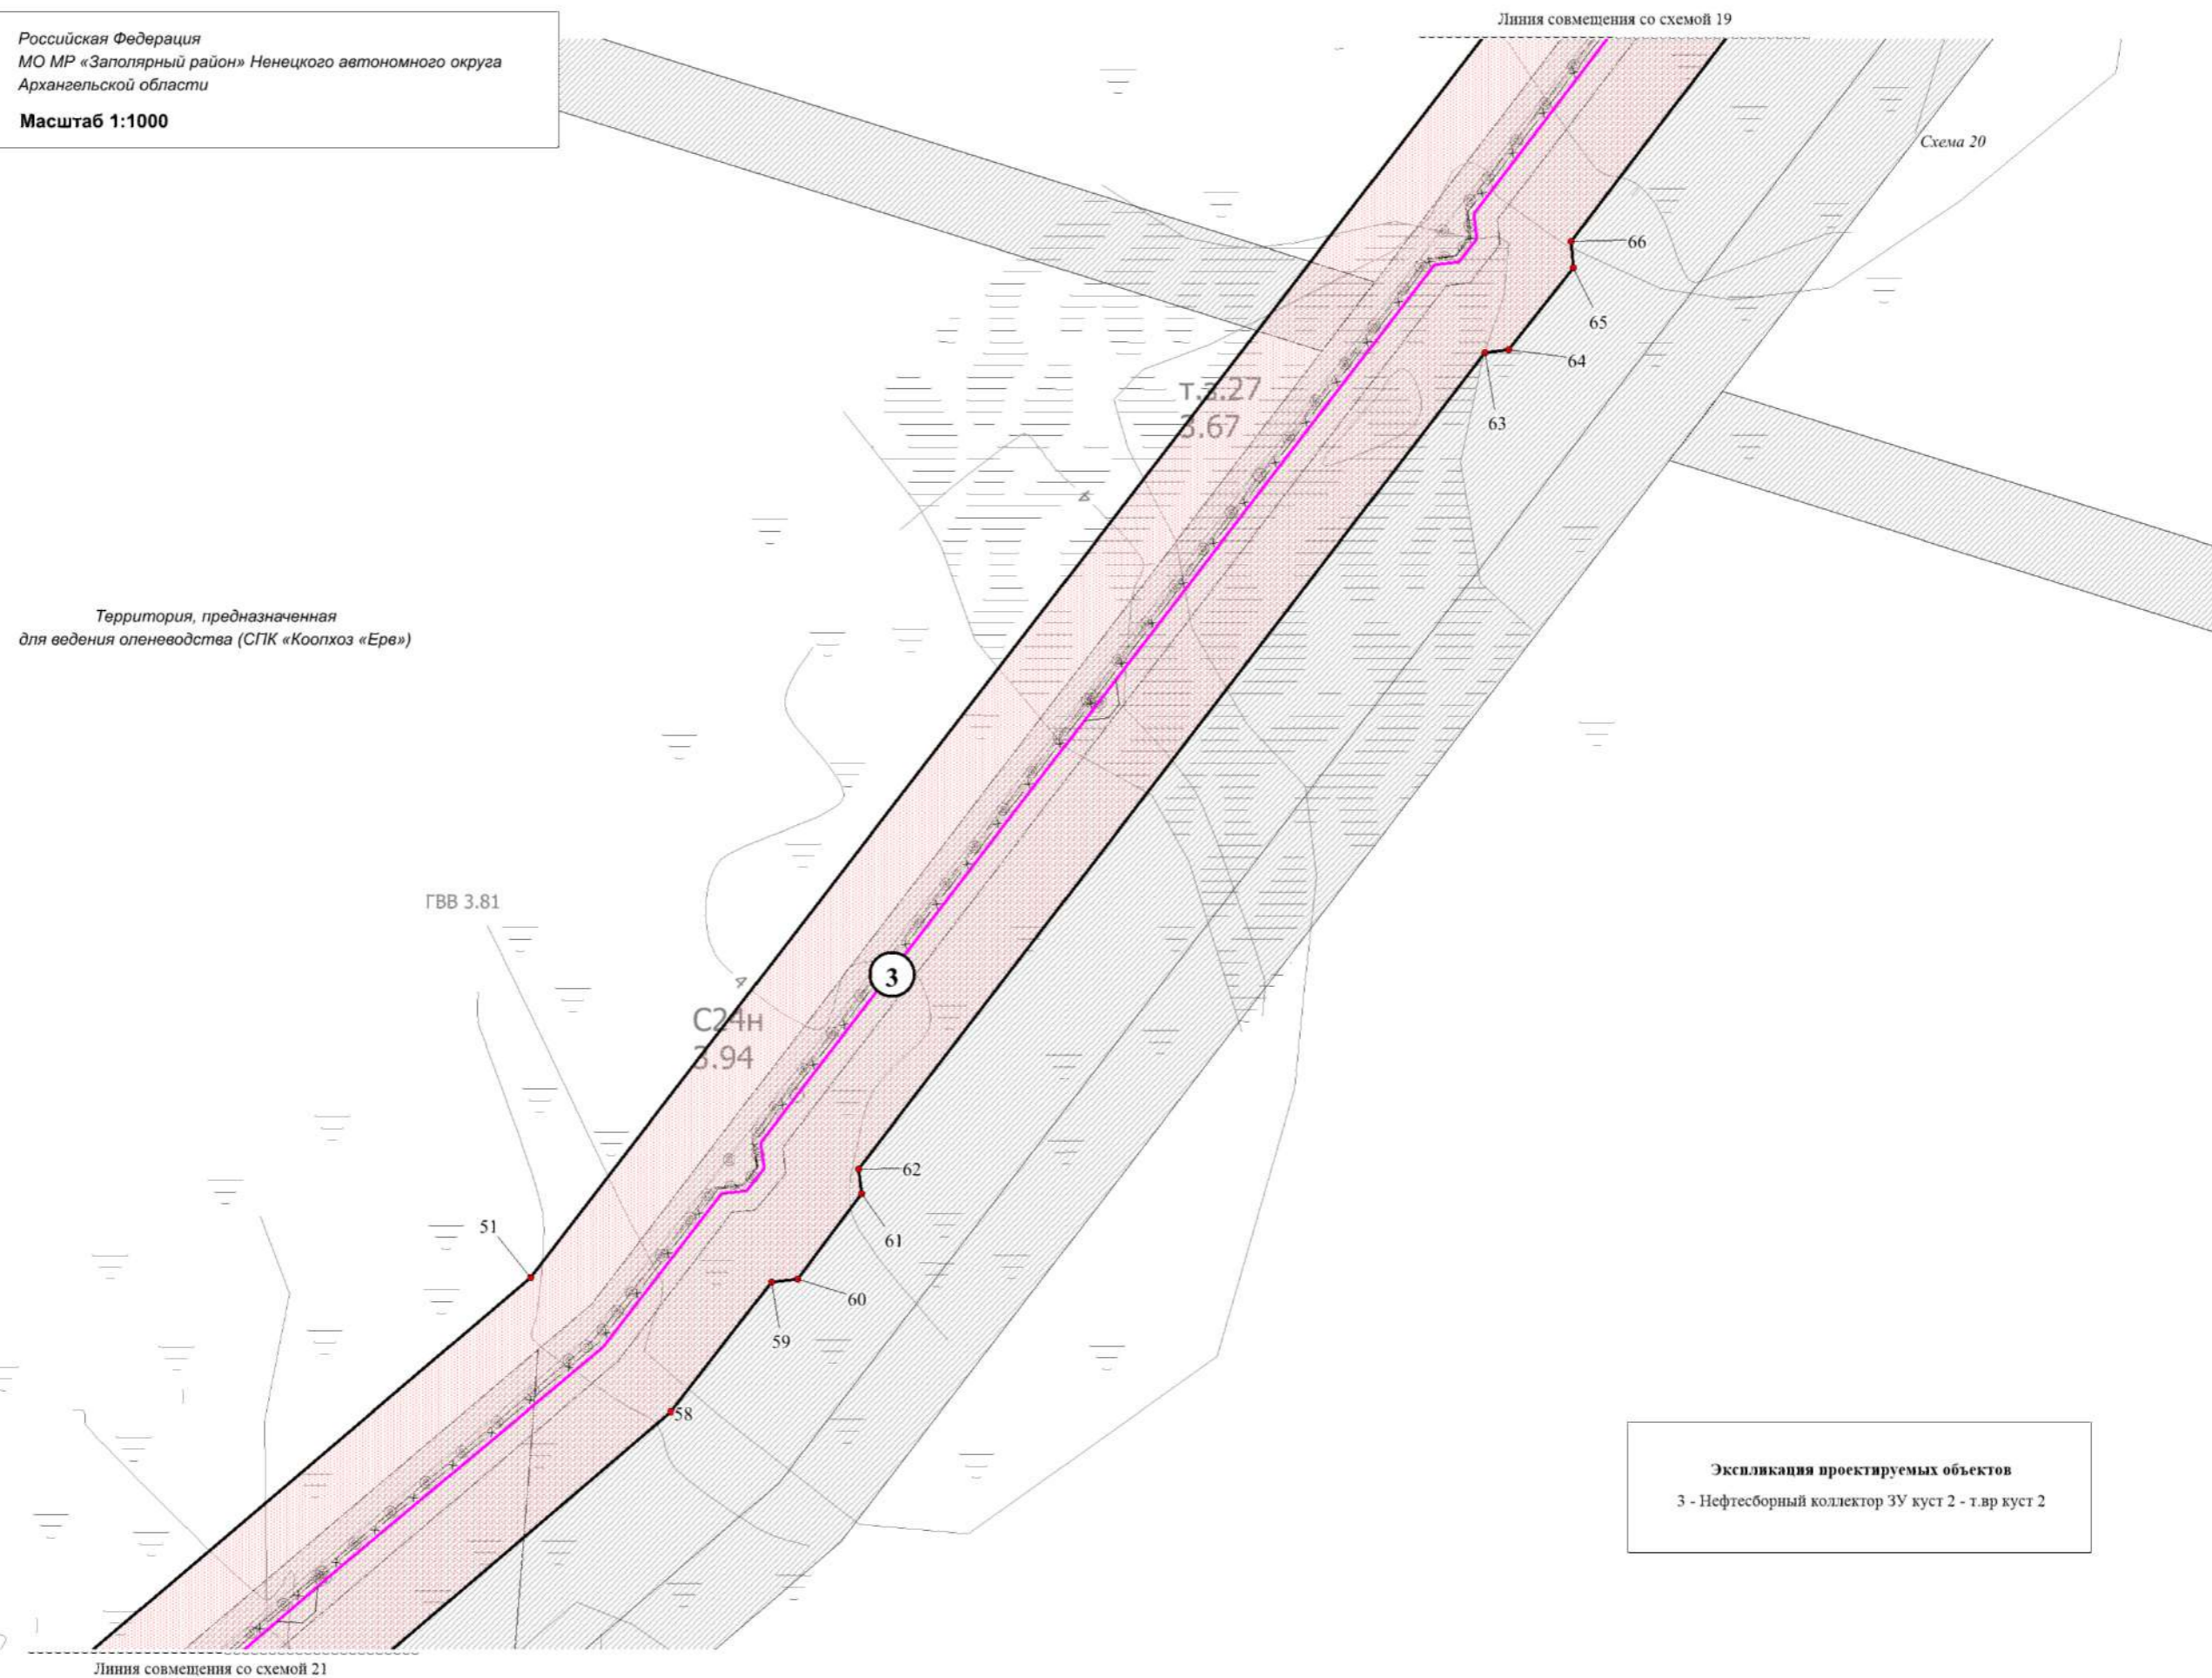 Российская Федерация
МО МР «Заполярный район» Ненецкого автономного округа
Архангельской области
Масштаб 1:1000
Линия совмещения со схемой 19
Схема 20
66
65
64
63
т.з.27
3.67
4
Территория, предназначенная
для ведения оленеводства (СПК «Коопхоз «Ерв»)
ГВВ 3.81
3
4
С24н
3.94
62
61
51
60
59
58
Экспликация проектируемых объектов
3 - Нефтесборный коллектор ЗУ куст 2 - т.вр куст 2
Линия совмещения со схемой 21